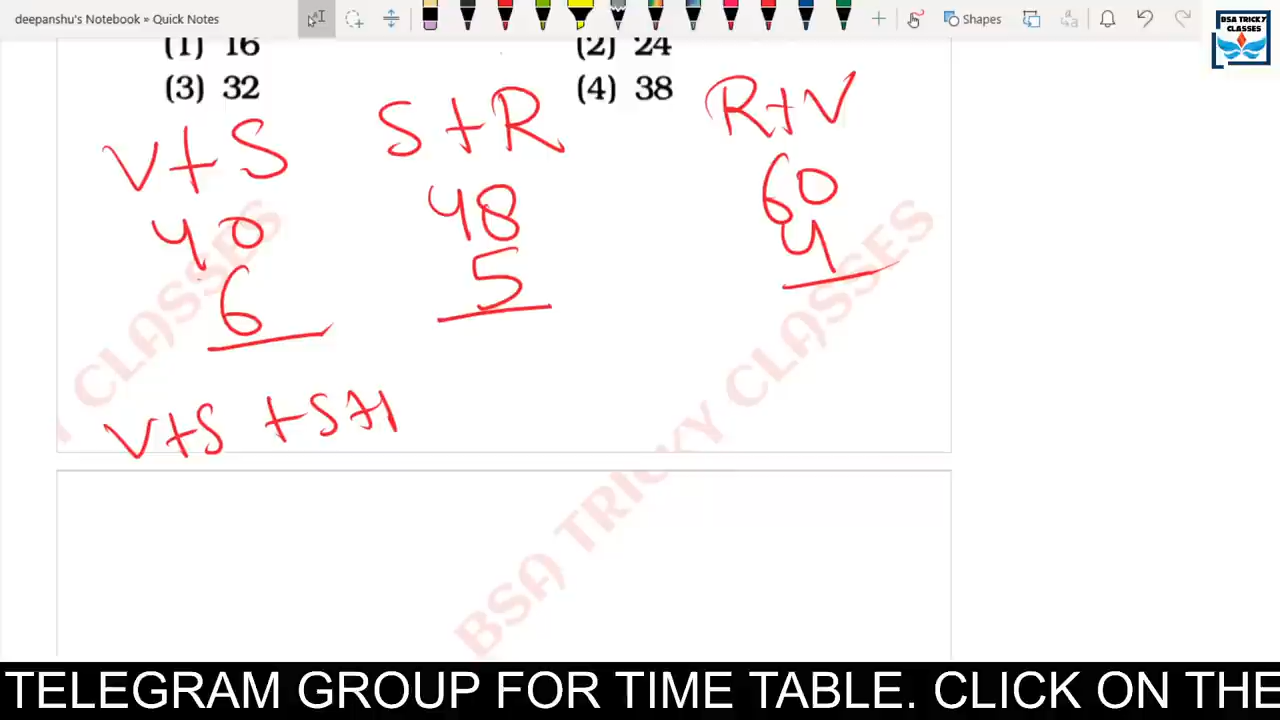 deepanshu's Notebook » Quick Notes
Shapes
BSA TRICKY
CLASSES
(1) 16
(2) 24
(3) 32
(4) 38
V+S
S+R
R+V
40
48
60
6
5
4
V+S +S+
BSA TRICKY CLASSES
TELEGRAM GROUP FOR TIME TABLE. CLICK ON THE